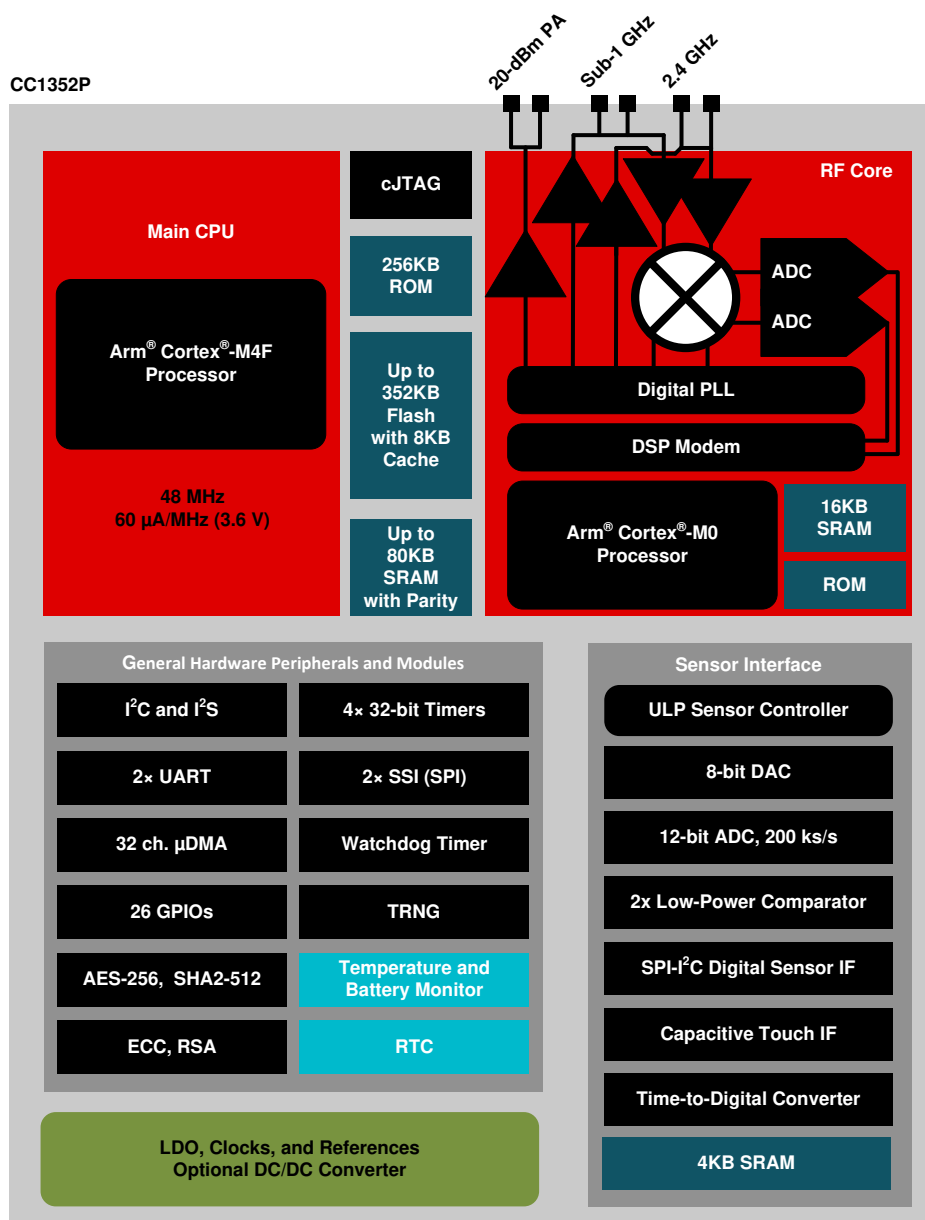 20-dBm PA
Sub-1 GHz
2.4 GHz
CC1352P
Main CPU
Arm® Cortex®-M4F
Processor
48 MHz
60 µA/MHz (3.6 V)
cJTAG
256KB
ROM
Up to
352KB
Flash
with 8KB
Cache
Up to
80KB
SRAM
with Parity
RF Core
ADC
ADC
Digital PLL
DSP Modem
Arm® Cortex®-M0
Processor
16KB
SRAM
ROM
General Hardware Peripherals and Modules
I²C and I²S
4× 32-bit Timers
2× UART
2× SSI (SPI)
32 ch. µDMA
Watchdog Timer
26 GPIOs
TRNG
AES-256, SHA2-512
Temperature and
Battery Monitor
ECC, RSA
RTC
LDO, Clocks, and References
Optional DC/DC Converter
Sensor Interface
ULP Sensor Controller
8-bit DAC
12-bit ADC, 200 ks/s
2x Low-Power Comparator
SPI-I²C Digital Sensor IF
Capacitive Touch IF
Time-to-Digital Converter
4KB SRAM